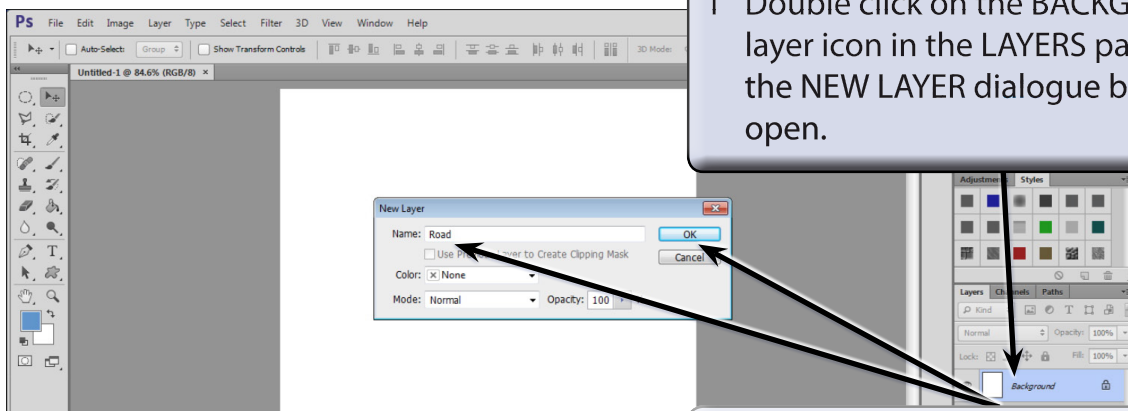 Ps File Edit Image Layer Type Select Filter 3D View Window Help
Auto-Select: Group Show Transform Controls 3D Mode:
Untitled-1 @ 84.6% (RGB/8) ×
1 Double click on the BACKG
layer icon in the LAYERS pa
the NEW LAYER dialogue b
open.
New Layer
Name: Road OK
Use Layer to Create Clipping Mask Cancel
Color: None
Mode: Normal Opacity: 100
Styles
Layers Paths
Kind
Normal Opacity: 100%
Lock: Fill: 100%
Background